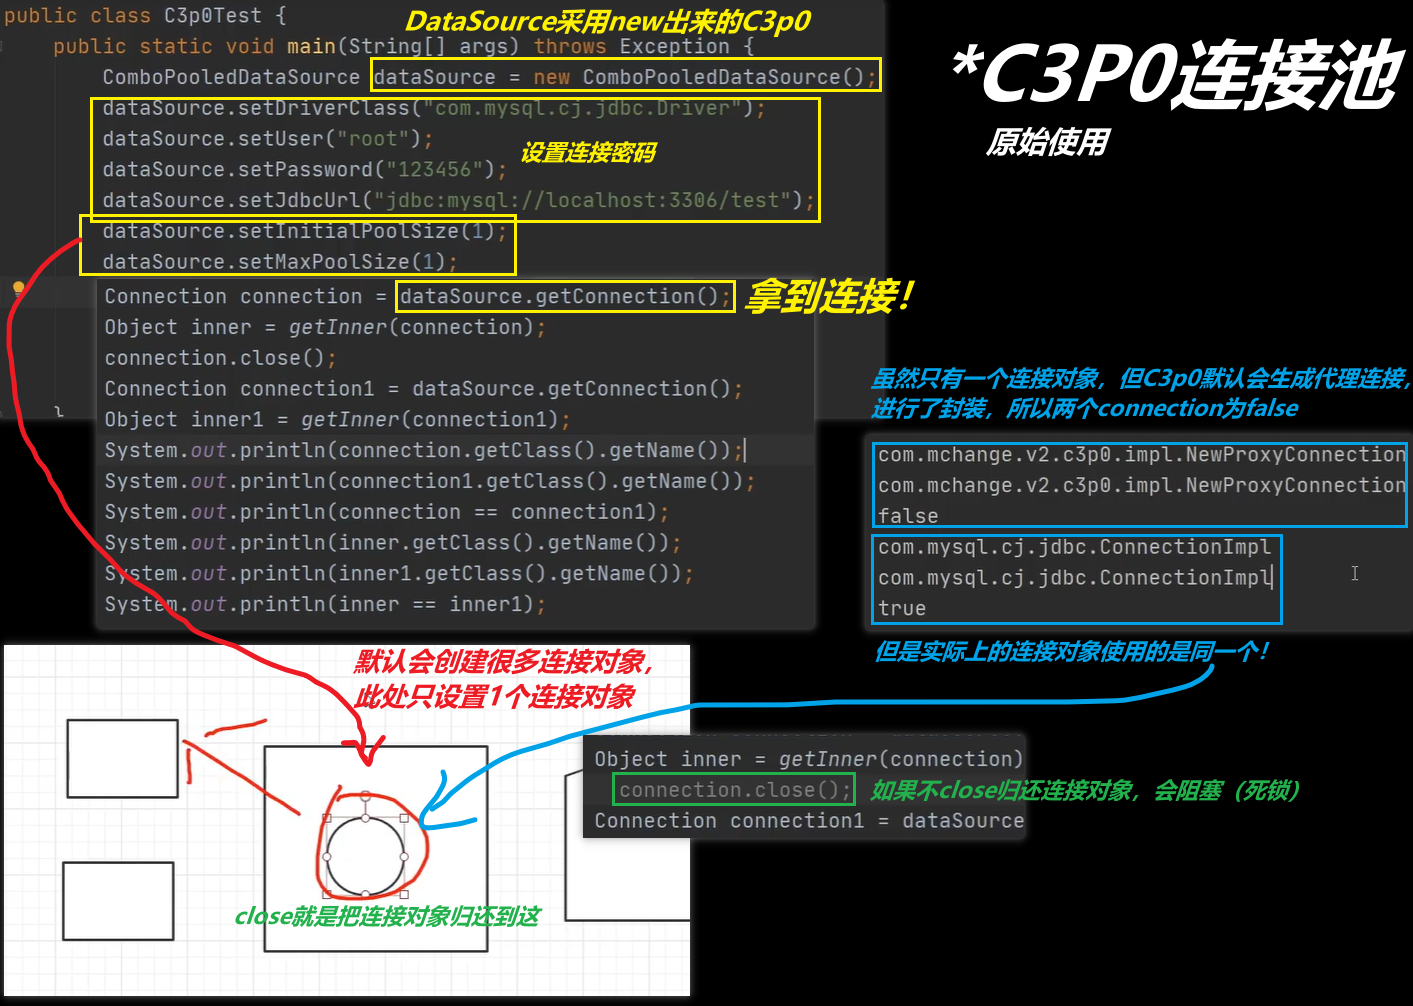 public class C3p0Test {
DataSource采用new出来的C3p0
public static void main(String[] args) throws Exception {
ComboPooledDataSource dataSource = new ComboPooledDataSource();
dataSource.setDriverClass("com.mysql.cj.jdbc.Driver");
dataSource.setUser("root");
设置连接密码
dataSource.setPassword("123456");
dataSource.setJdbcUrl("jdbc:mysql://localhost:3306/test");
dataSource.setInitialPoolSize(1);
dataSource.setMaxPoolSize(1);
*C3P0连接池
原始使用
Connection connection = dataSource.getConnection();
拿到连接！
Object inner = getInner(connection);
connection.close();
Connection connection1 = dataSource.getConnection();
Object inner1 = getInner(connection1);
System.out.println(connection.getClass().getName());
System.out.println(connection1.getClass().getName());
System.out.println(connection == connection1);
System.out.println(inner.getClass().getName());
System.out.println(inner1.getClass().getName());
System.out.println(inner == inner1);
}
虽然只有一个连接对象，但C3p0默认会生成代理连接，
进行了封装，所以两个connection为false
com.mchange.v2.c3p0.impl.NewProxyConnection
com.mchange.v2.c3p0.impl.NewProxyConnection
false
com.mysql.cj.jdbc.ConnectionImpl
com.mysql.cj.jdbc.ConnectionImpl
true
但是实际上的连接对象使用的是同一个！
默认会创建很多连接对象，
此处只设置1个连接对象
Object inner = getInner(connection)
connection.close();
如果不close归还连接对象，会阻塞（死锁）
Connection connection1 = dataSource
close就是把连接对象归还到这